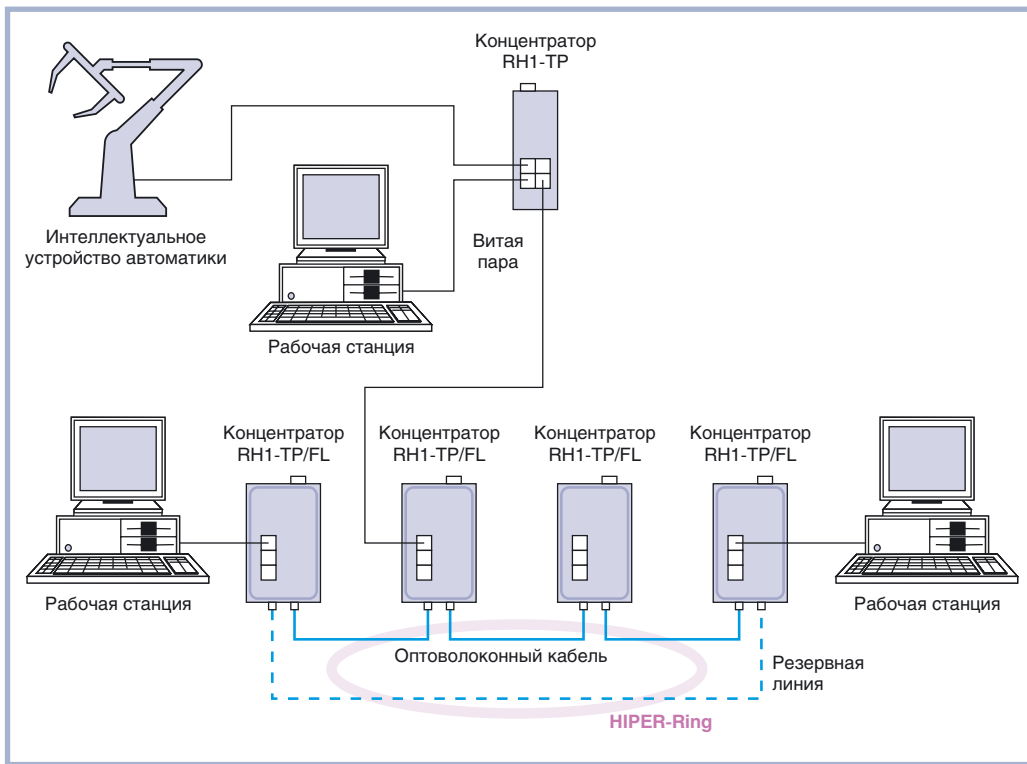 Концентратор
RH1-TP
Интеллектуальное
устройство автоматики
Витая
пара
Рабочая станция
Концентратор
RH1-TP/FL
Концентратор
RH1-TP/FL
Концентратор
RH1-TP/FL
Концентратор
RH1-TP/FL
Рабочая станция
Рабочая станция
Оптоволоконный кабель
Резервная
линия
HIPER-Ring